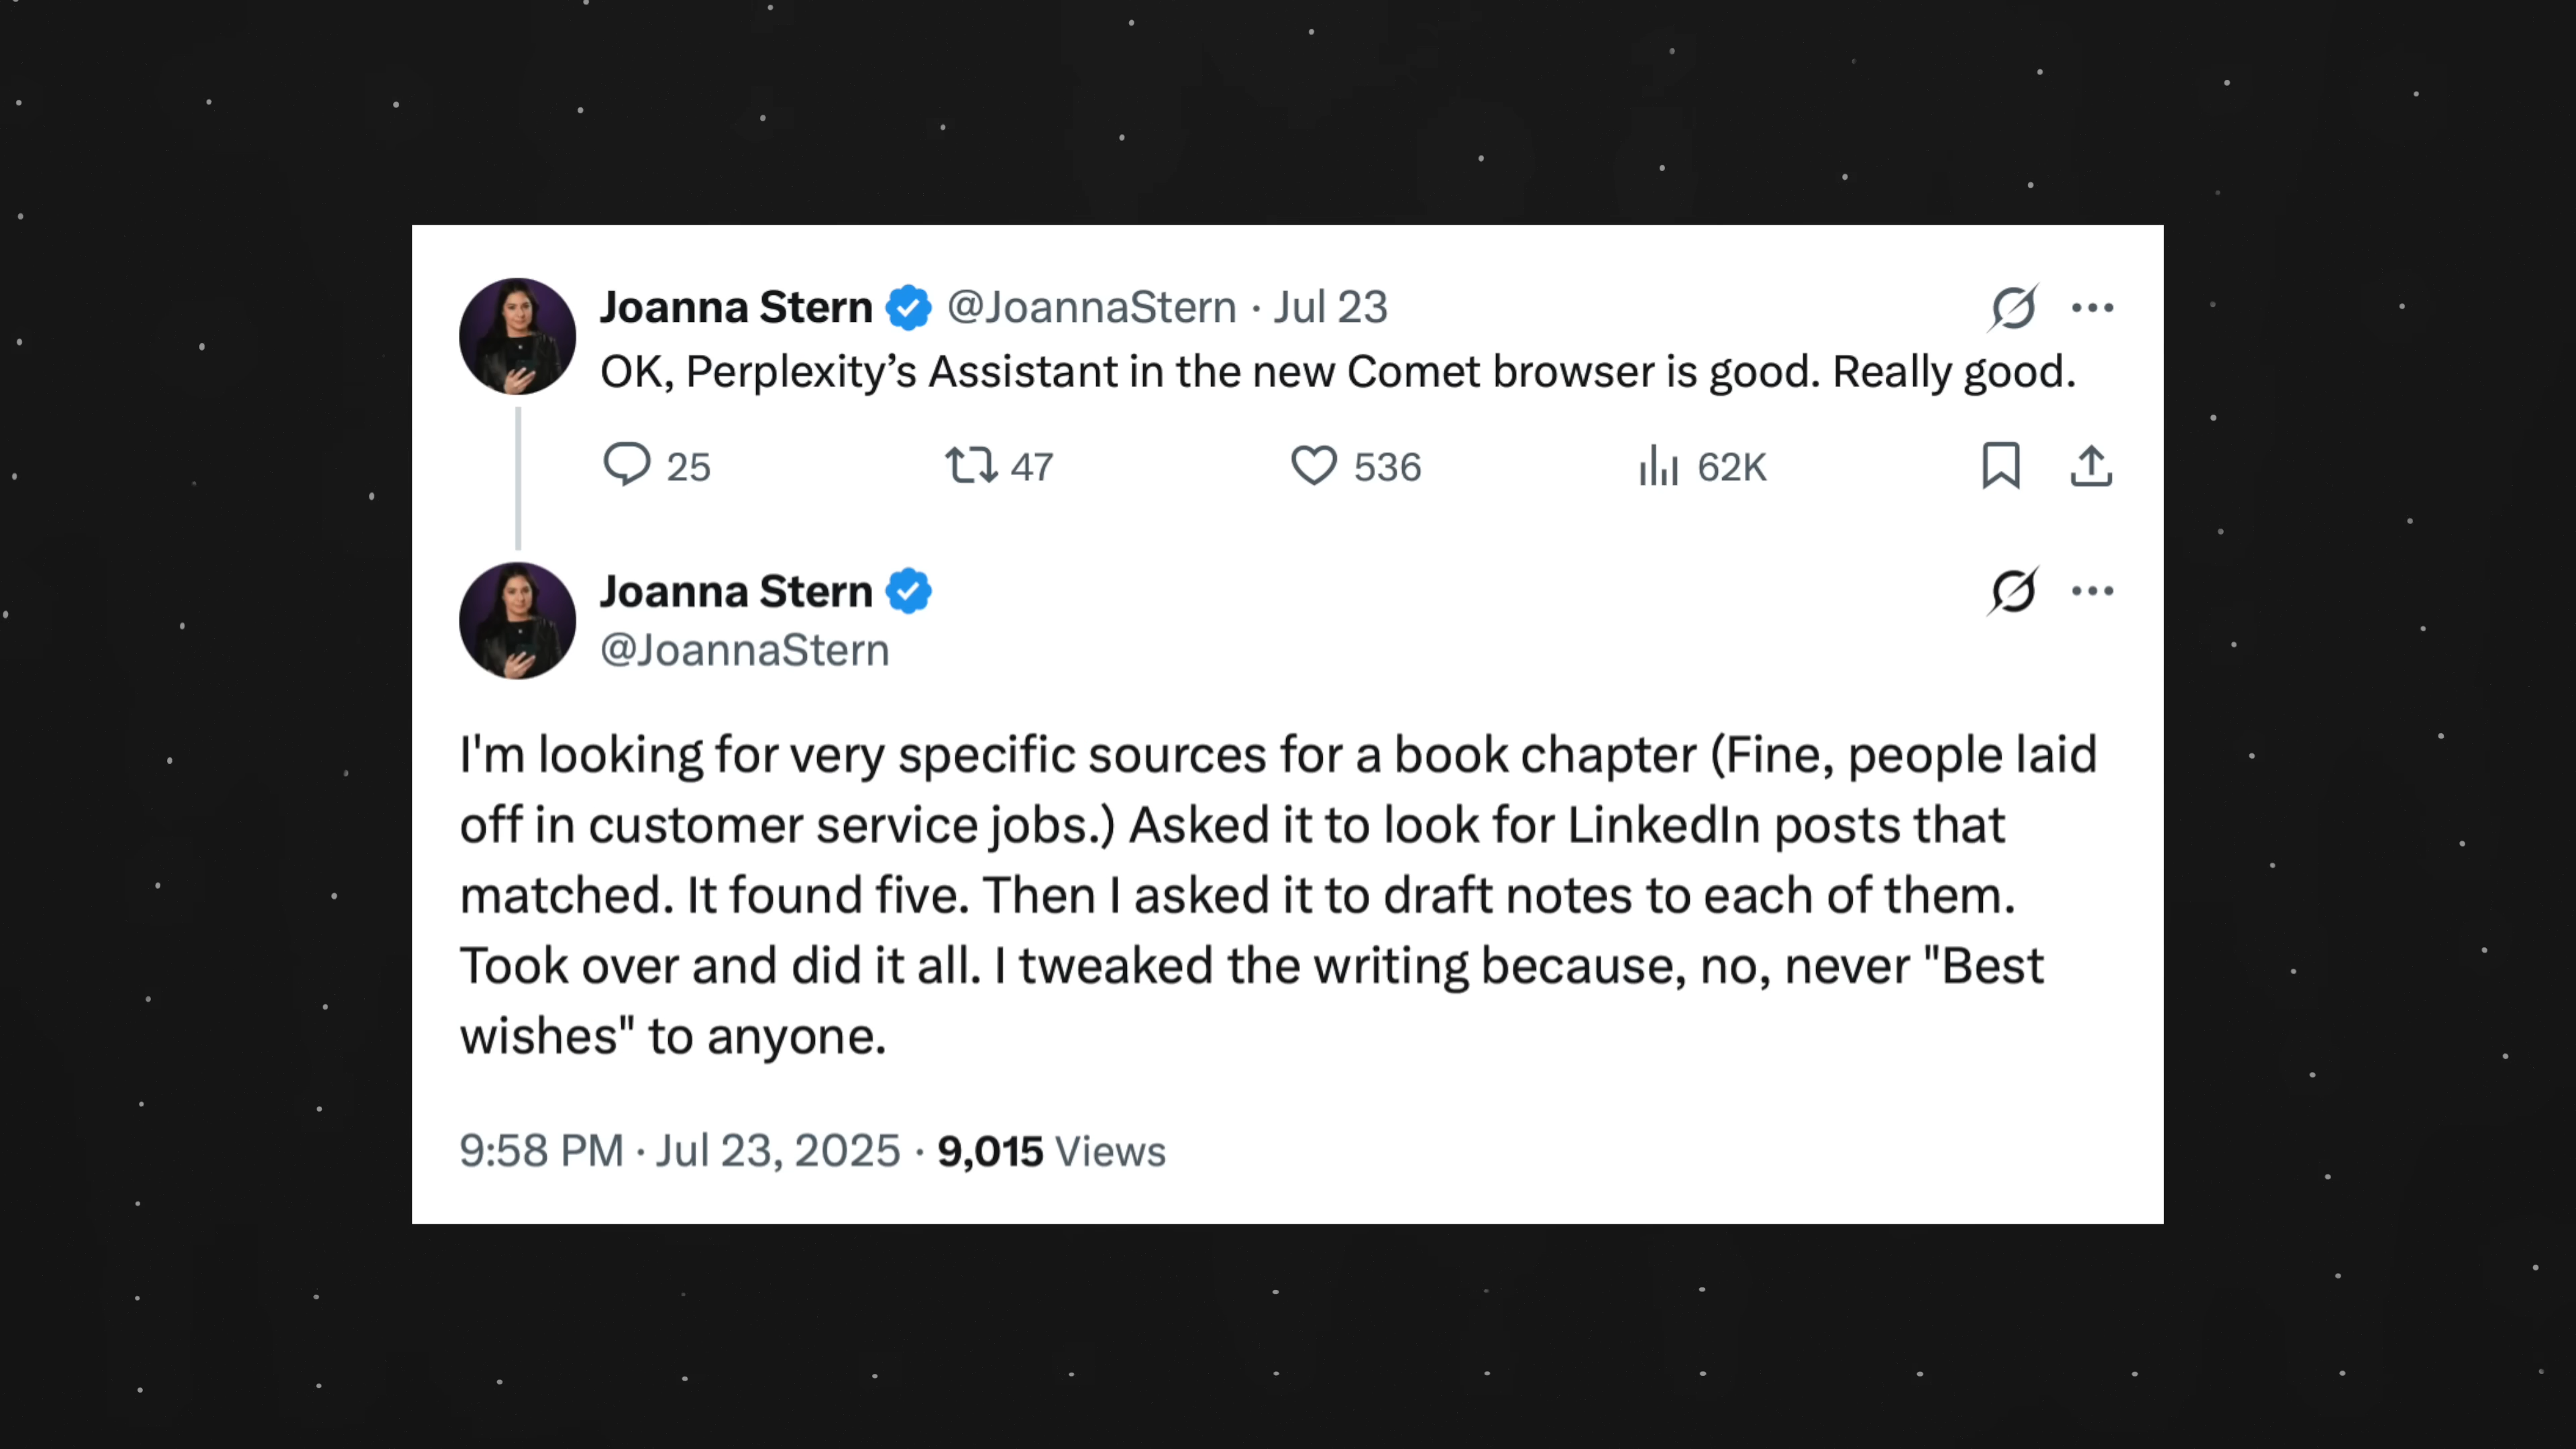 Joanna Stern @JoannaStern · Jul 23
OK, Perplexity’s Assistant in the new Comet browser is good. Really good.
25 47 536 62K
Joanna Stern
@JoannaStern
I'm looking for very specific sources for a book chapter (Fine, people laid
off in customer service jobs.) Asked it to look for LinkedIn posts that
matched. It found five. Then I asked it to draft notes to each of them.
Took over and did it all. I tweaked the writing because, no, never "Best
wishes" to anyone.
9:58 PM · Jul 23, 2025 · 9,015 Views